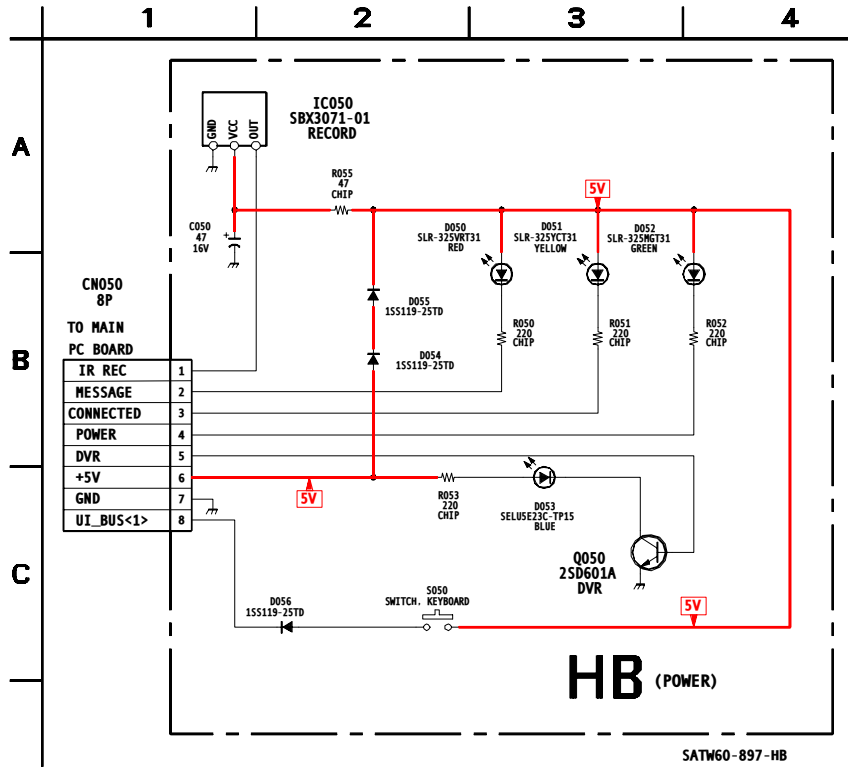 1 2 3 4
A
B
C
IC050
SBX3071-01
RECORD
GND
VCC
OUT
R055
47
CHIP
5V
C050
47
16V
+
D050
SLR-325VRT31
RED
D051
SLR-325YCT31
YELLOW
D052
SLR-325MGT31
GREEN
CN050
8P
TO MAIN
PC BOARD
D055
1SS119-25TD
D054
1SS119-25TD
R050
220
CHIP
R051
220
CHIP
R052
220
CHIP
IR REC 1
MESSAGE 2
CONNECTED 3
POWER 4
DVR 5
+5V 6
GND 7
UI_BUS<1> 8
5V
R053
220
CHIP
D053
SELU5E23C-TP15
BLUE
Q050
2SD601A
DVR
D056
1SS119-25TD
S050
SWITCH. KEYBOARD
5V
HB (POWER)
SATW60-897-HB